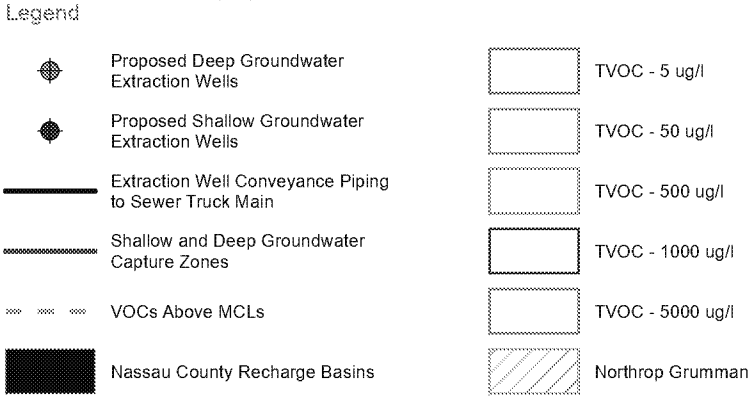 Legend
Proposed Deep Groundwater
Extraction Wells
Proposed Shallow Groundwater
Extraction Wells
Extraction Well Conveyance Piping
to Sewer Truck Main
Shallow and Deep Groundwater
Capture Zones
VOCs Above MCLs
Nassau County Recharge Basins
TVOC - 5 ug/l
TVOC - 50 ug/l
TVOC - 500 ug/l
TVOC - 1000 ug/l
TVOC - 5000 ug/l
Northrop Grumman